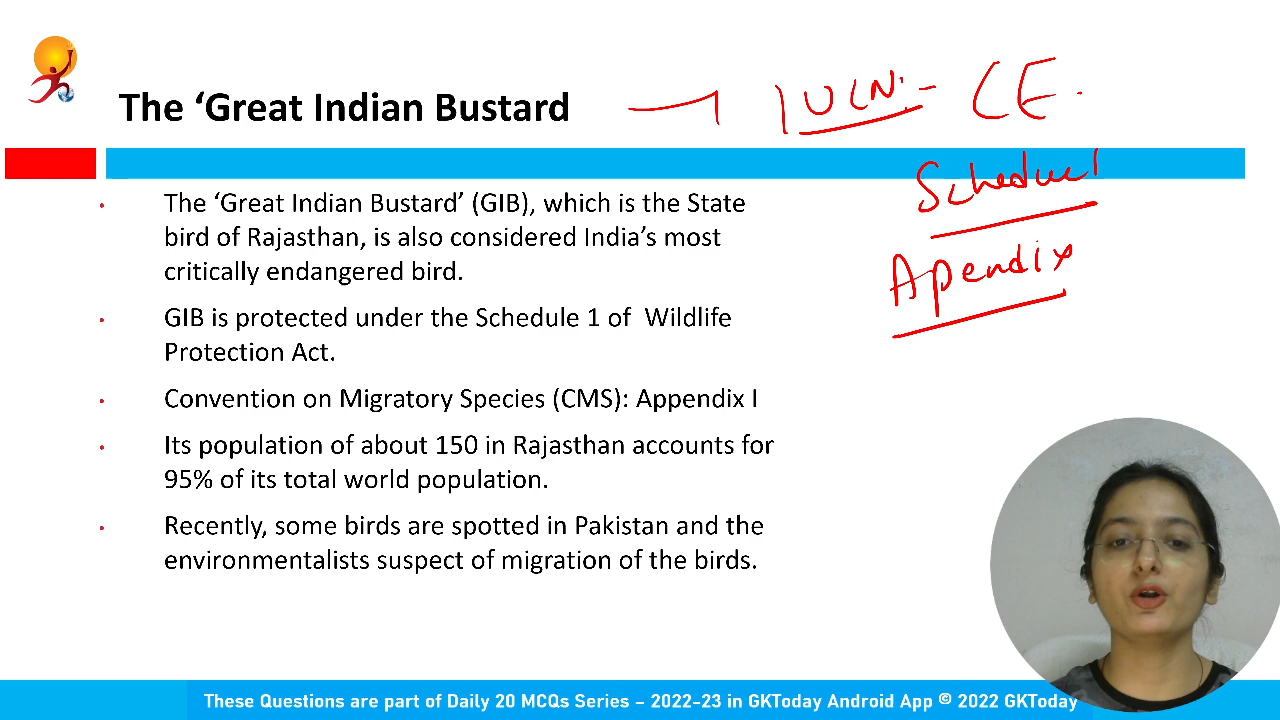 The ‘Great Indian Bustard
IUCN:- CE.
Schedule 1
Apendix
• The ‘Great Indian Bustard’ (GIB), which is the State
bird of Rajasthan, is also considered India’s most
critically endangered bird.
• GIB is protected under the Schedule 1 of Wildlife
Protection Act.
• Convention on Migratory Species (CMS): Appendix I
• Its population of about 150 in Rajasthan accounts for
95% of its total world population.
• Recently, some birds are spotted in Pakistan and the
environmentalists suspect of migration of the birds.
These Questions are part of Daily 20 MCQs Series – 2022-23 in GKToday Android App © 2022 GKToday